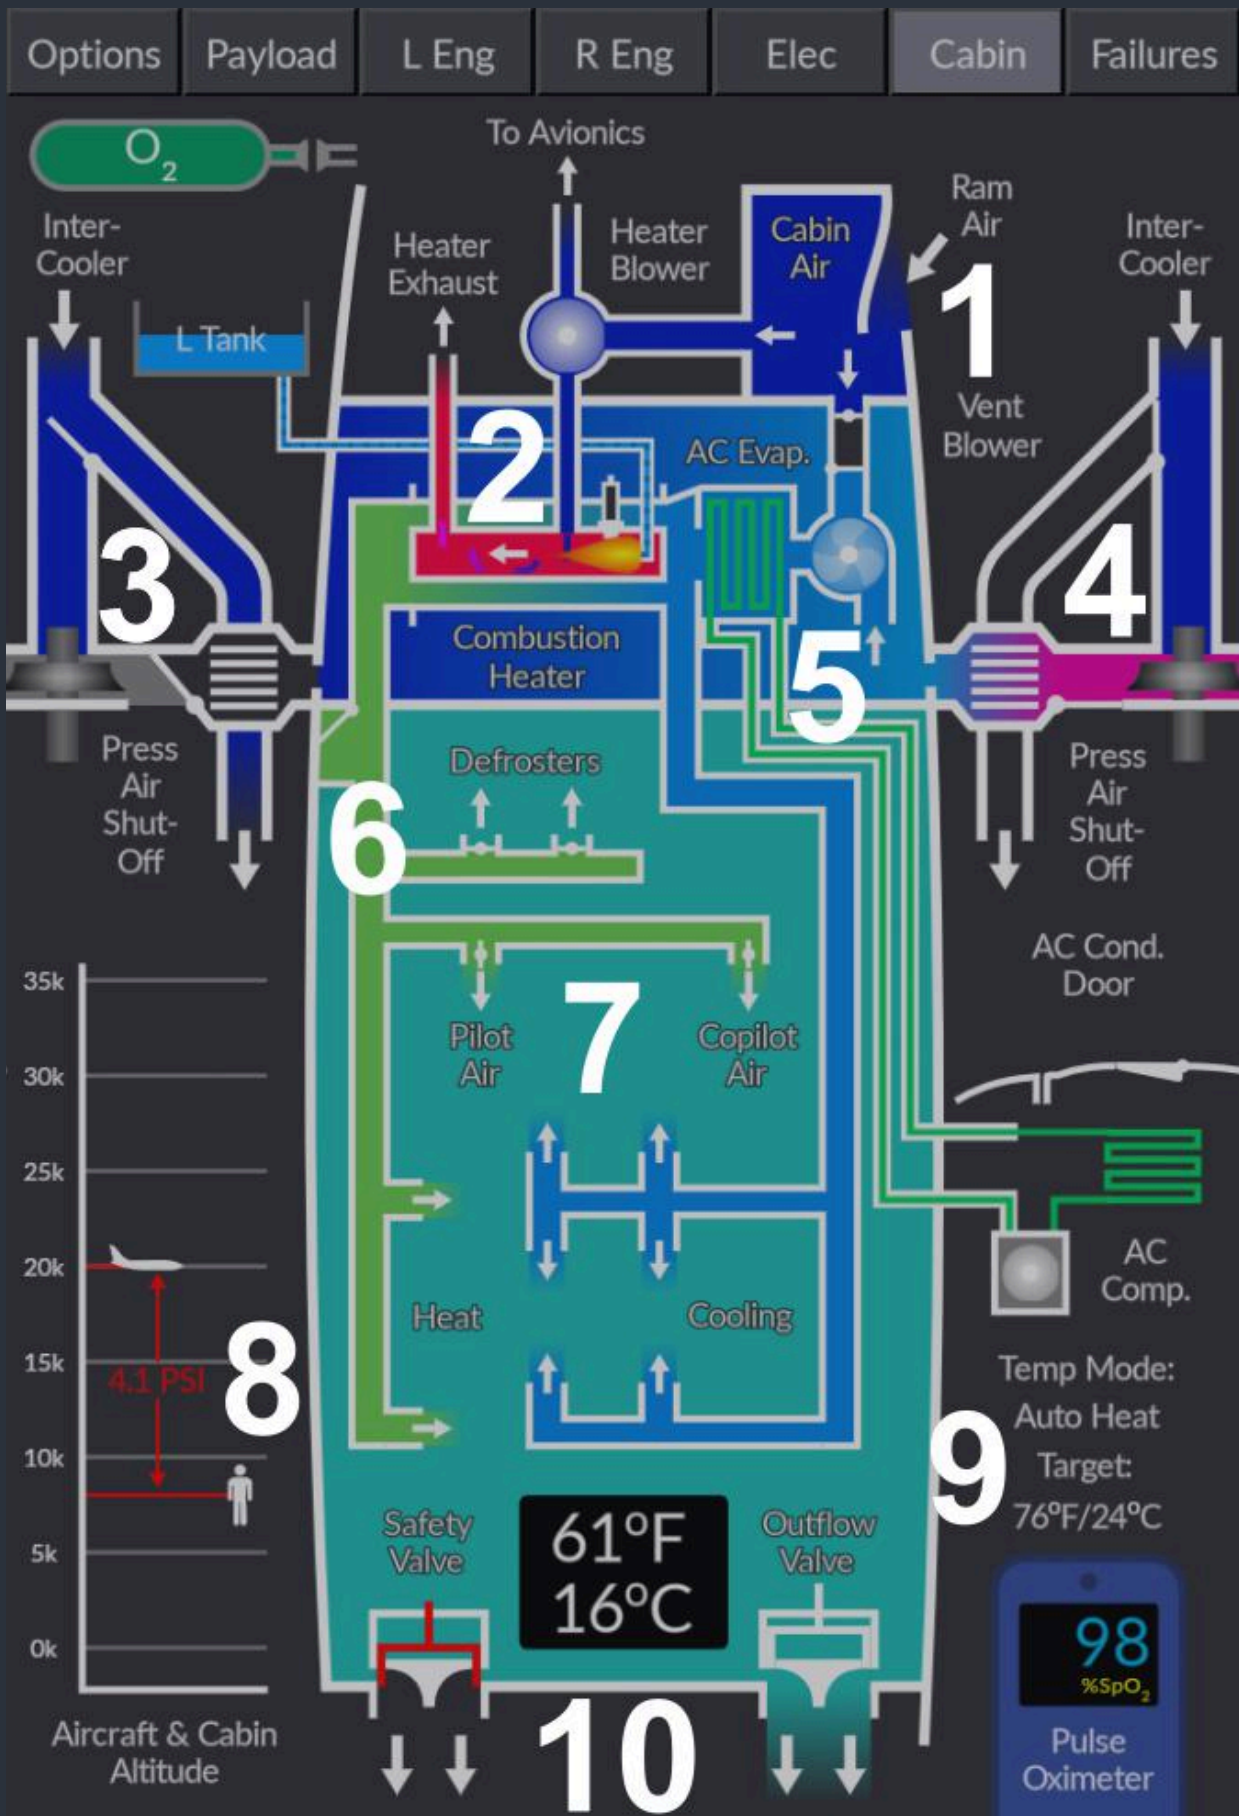 Options Payload L Eng R Eng Elec Cabin Failures
O2
To Avionics
Inter-
Cooler
Heater
Exhaust
Heater
Blower
Cabin
Air
Ram
Air
Inter-
Cooler
1
L Tank
2
AC Evap.
Vent
Blower
3
4
Combustion
Heater
5
Press
Air
Shut-
Off
Defrosters
Press
Air
Shut-
Off
6
AC Cond.
Door
7
Pilot
Air
Copilot
Air
35k
30k
25k
20k
15k
10k
5k
0k
4.1 PSI
8
Heat
Cooling
AC
Comp.
Temp Mode:
Auto Heat
Target:
76°F/24°C
9
Safety
Valve
61°F
16°C
Outflow
Valve
98
%SpO2
Pulse
Oximeter
10
Aircraft & Cabin
Altitude